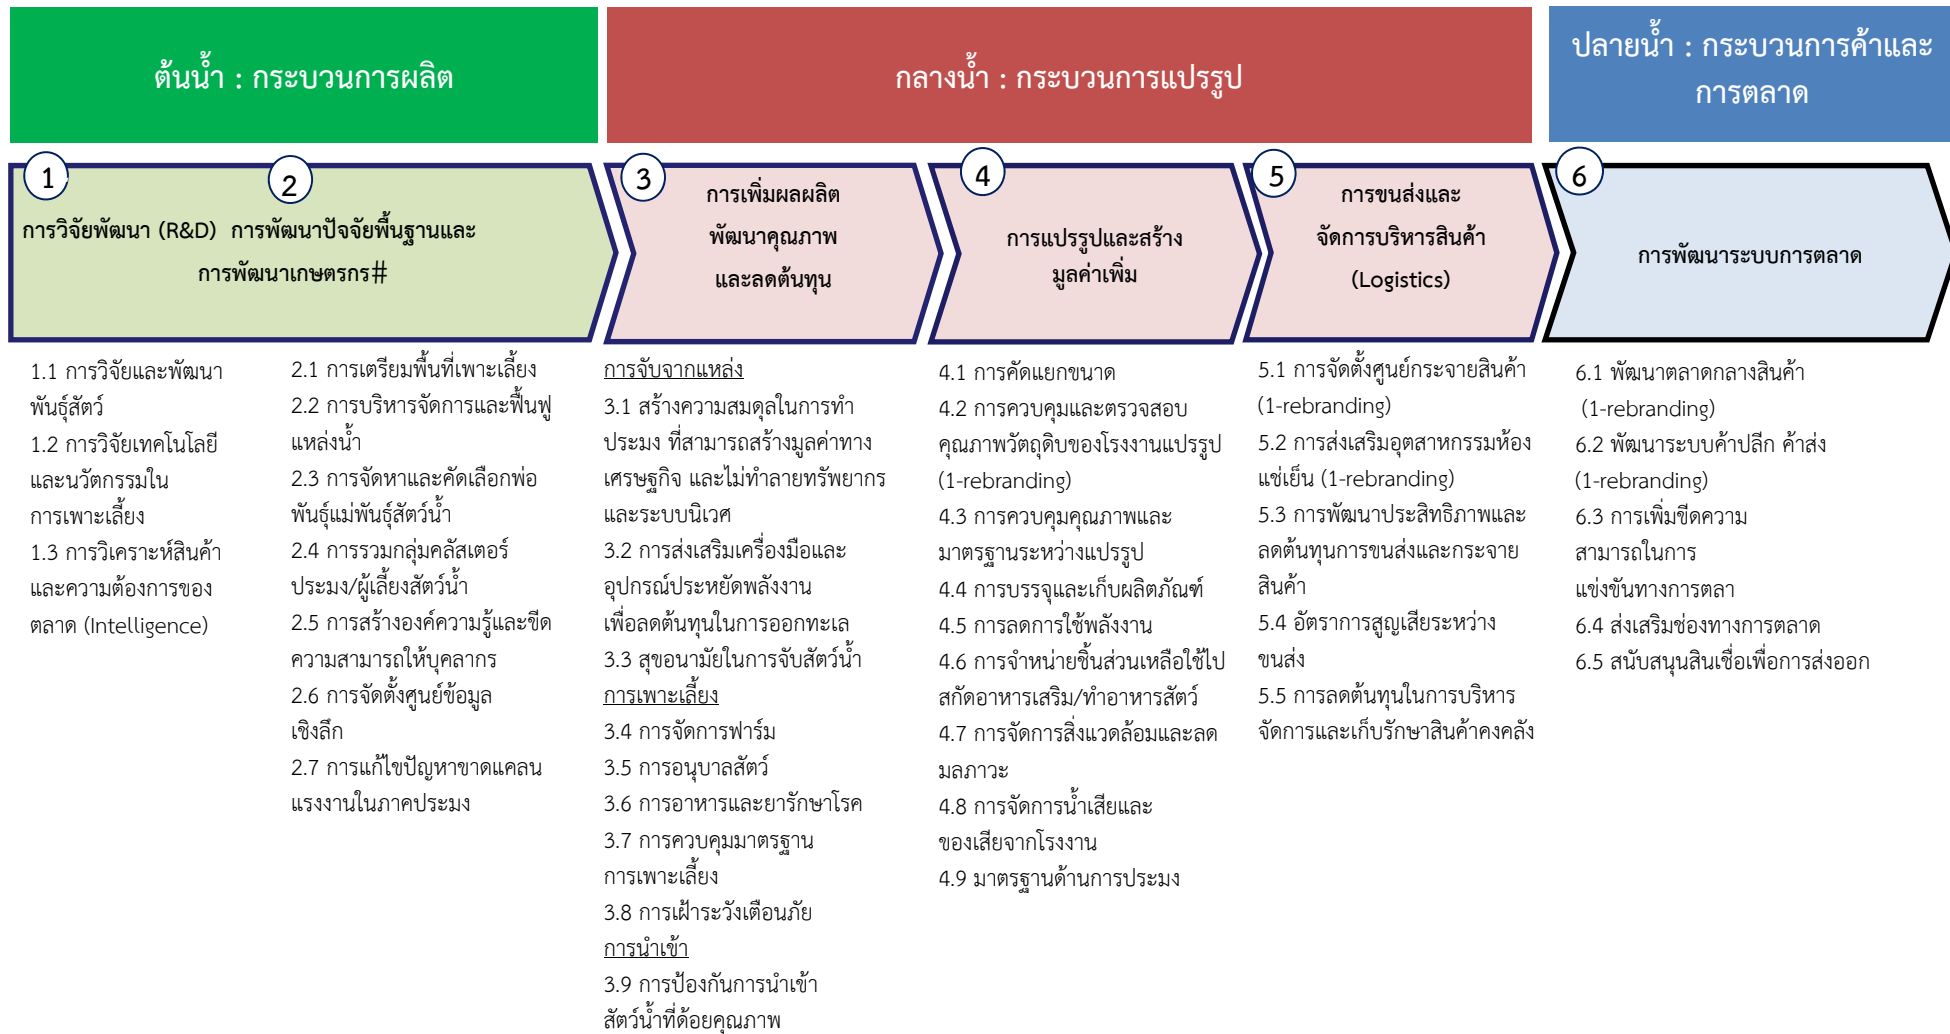 ต้นน้ำ : กระบวนการผลิต
กลางน้ำ : กระบวนการแปรรูป
ปลายน้ำ : กระบวนการค้าและ
การตลาด
1
2
การวิจัยพัฒนา (R&D) การพัฒนาปัจจัยพื้นฐานและ
การพัฒนาเกษตรกร#
3
การเพิ่มผลผลิต
พัฒนาคุณภาพ
และลดต้นทุน
4
การแปรรูปและสร้าง
มูลค่าเพิ่ม
5
การขนส่งและ
จัดการบริหารสินค้า
(Logistics)
6
การพัฒนาระบบการตลาด
1.1 การวิจัยและพัฒนา
พันธุ์สัตว์
1.2 การวิจัยเทคโนโลยี
และนวัตกรรมใน
การเพาะเลี้ยง
1.3 การวิเคราะห์สินค้า
และความต้องการของ
ตลาด (Intelligence)
2.1 การเตรียมพื้นที่เพาะเลี้ยง
2.2 การบริหารจัดการและฟื้นฟู
แหล่งน้ำ
2.3 การจัดหาและคัดเลือกพ่อ
พันธุ์แม่พันธุ์สัตว์น้ำ
2.4 การรวมกลุ่มคลัสเตอร์
ประมง/ผู้เลี้ยงสัตว์น้ำ
2.5 การสร้างองค์ความรู้และขีด
ความสามารถให้บุคลากร
2.6 การจัดตั้งศูนย์ข้อมูล
เชิงลึก
2.7 การแก้ไขปัญหาขาดแคลน
แรงงานในภาคประมง
การจับจากแหล่ง
3.1 สร้างความสมดุลในการทำ
ประมง ที่สามารถสร้างมูลค่าทาง
เศรษฐกิจ และไม่ทำลายทรัพยากร
และระบบนิเวศ
3.2 การส่งเสริมเครื่องมือและ
อุปกรณ์ประหยัดพลังงาน
เพื่อลดต้นทุนในการออกทะเล
3.3 สุขอนามัยในการจับสัตว์น้ำ
การเพาะเลี้ยง
3.4 การจัดการฟาร์ม
3.5 การอนุบาลสัตว์
3.6 การอาหารและยารักษาโรค
3.7 การควบคุมมาตรฐาน
การเพาะเลี้ยง
3.8 การเฝ้าระวังเตือนภัย
การนำเข้า
3.9 การป้องกันการนำเข้า
สัตว์น้ำที่ด้อยคุณภาพ
4.1 การคัดแยกขนาด
4.2 การควบคุมและตรวจสอบ
คุณภาพวัตถุดิบของโรงงานแปรรูป
(1-rebranding)
4.3 การควบคุมคุณภาพและ
มาตรฐานระหว่างแปรรูป
4.4 การบรรจุและเก็บผลิตภัณฑ์
4.5 การลดการใช้พลังงาน
4.6 การจำหน่ายชิ้นส่วนเหลือใช้ไป
สกัดอาหารเสริม/ทำอาหารสัตว์
4.7 การจัดการสิ่งแวดล้อมและลด
มลภาวะ
4.8 การจัดการน้ำเสียและ
ของเสียจากโรงงาน
4.9 มาตรฐานด้านการประมง
5.1 การจัดตั้งศูนย์กระจายสินค้า
(1-rebranding)
5.2 การส่งเสริมอุตสาหกรรมห้อง
แช่เย็น (1-rebranding)
5.3 การพัฒนาประสิทธิภาพและ
ลดต้นทุนการขนส่งและกระจาย
สินค้า
5.4 อัตราการสูญเสียระหว่าง
ขนส่ง
5.5 การลดต้นทุนในการบริหาร
จัดการและเก็บรักษาสินค้าคงคลัง
6.1 พัฒนาตลาดกลางสินค้า
(1-rebranding)
6.2 พัฒนาระบบค้าปลีก ค้าส่ง
(1-rebranding)
6.3 การเพิ่มขีดความ
สามารถในการ
แข่งขันทางการตลา
6.4 ส่งเสริมช่องทางการตลาด
6.5 สนับสนุนสินเชื่อเพื่อการส่งออก